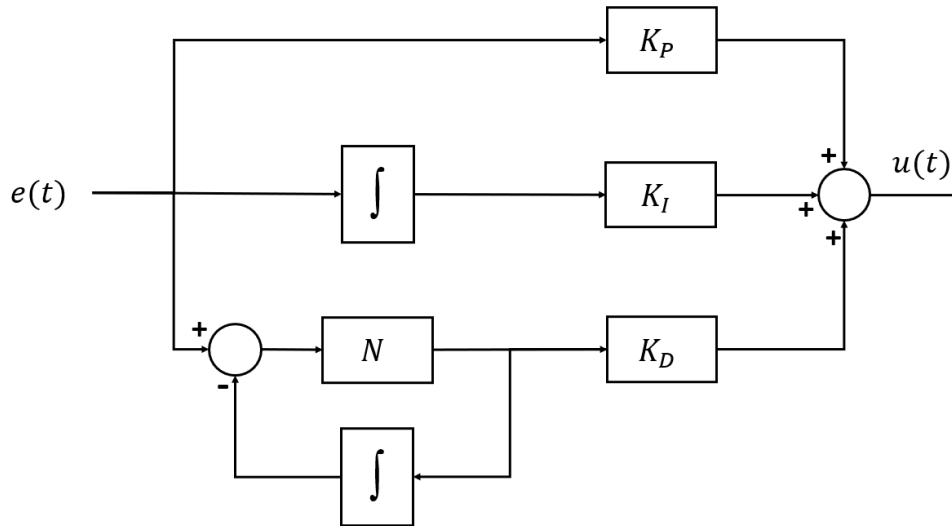 K_P
e(t)
∫
K_I
+
+
+
u(t)
+
-
N
K_D
∫